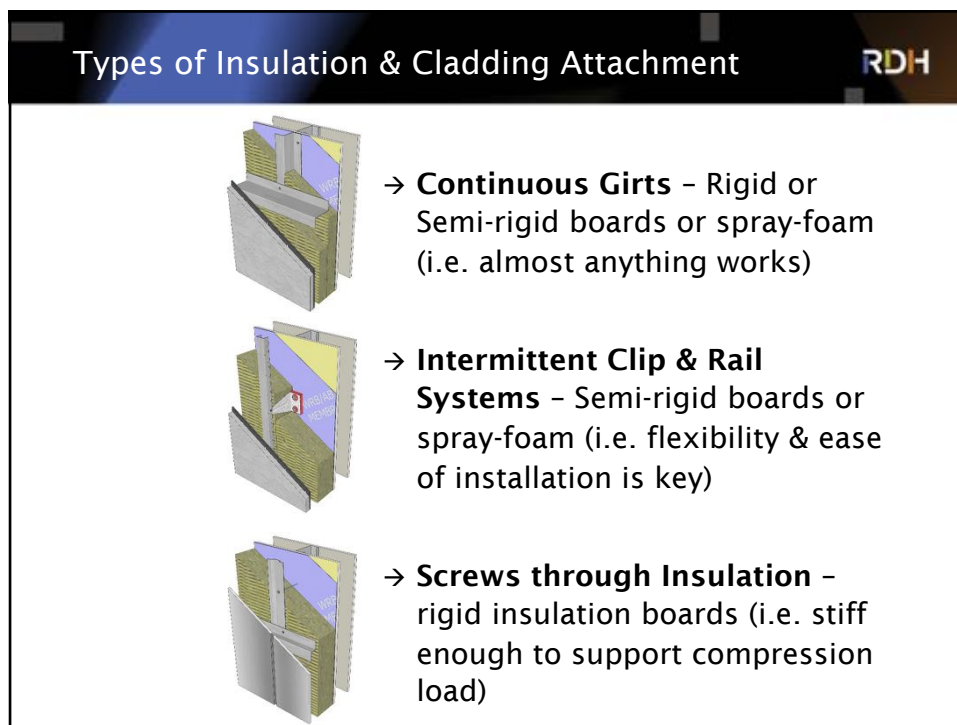 Types of Insulation & Cladding Attachment
RDH
→ Continuous Girts – Rigid or
Semi-rigid boards or spray-foam
(i.e. almost anything works)
→ Intermittent Clip & Rail
Systems – Semi-rigid boards or
spray-foam (i.e. flexibility & ease
of installation is key)
→ Screws through Insulation –
rigid insulation boards (i.e. stiff
enough to support compression
load)